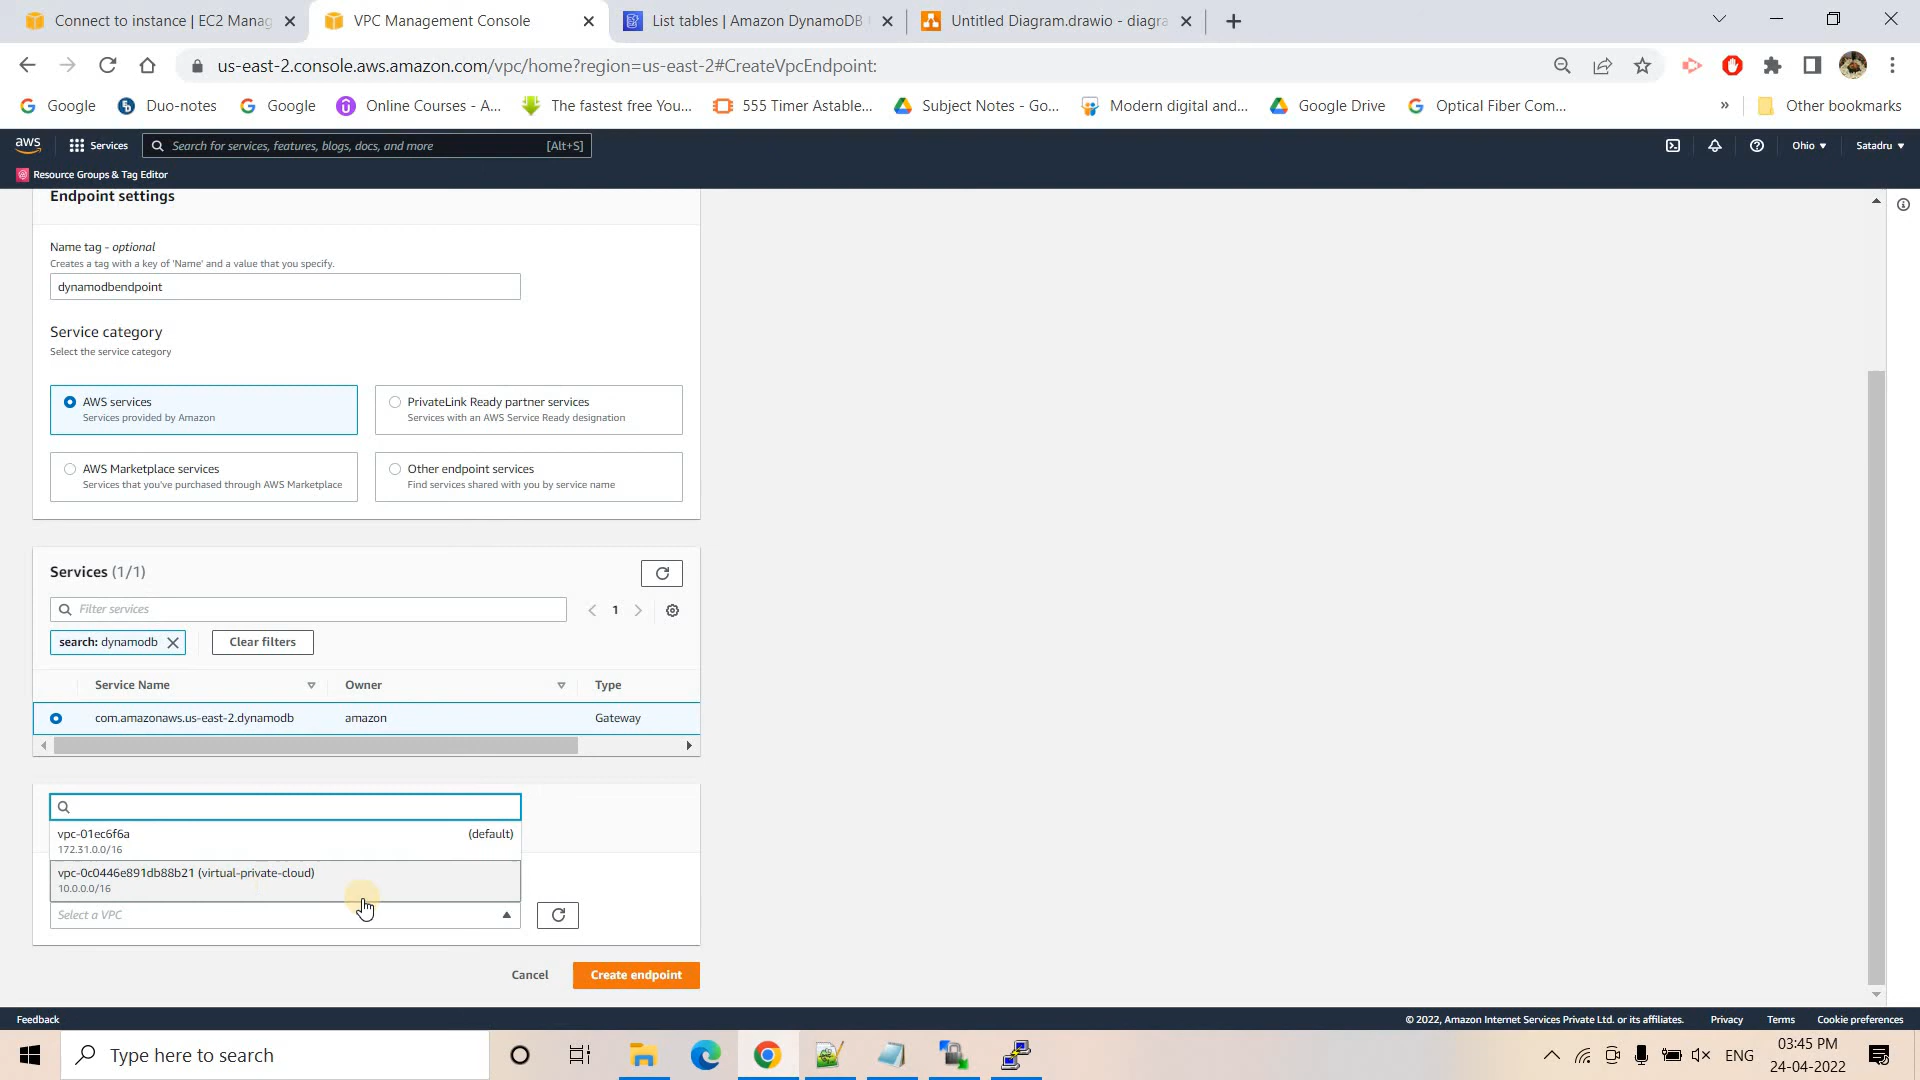 Connect to instance | EC2 Manag
VPC Management Console
List tables | Amazon DynamoDB
Untitled Diagram.drawio - diagra
us-east-2.console.aws.amazon.com/vpc/home?region=us-east-2#CreateVpcEndpoint:
Google
Duo-notes
Google
Online Courses - A...
The fastest free You...
555 Timer Astable...
Subject Notes - Go...
Modern digital and...
Google Drive
Optical Fiber Com...
»
Other bookmarks
aws
Services
Search for services, features, blogs, docs, and more
[Alt+S]
Ohio
Satadru
Resource Groups & Tag Editor
Endpoint settings
Name tag - optional
Creates a tag with a key of 'Name' and a value that you specify.
dynamodbendpoint
Service category
Select the service category
AWS services
Services provided by Amazon
PrivateLink Ready partner services
Services with an AWS Service Ready designation
AWS Marketplace services
Services that you've purchased through AWS Marketplace
Other endpoint services
Find services shared with you by service name
Services (1/1)
Filter services
1
search: dynamodb
Clear filters
Service Name
Owner
Type
com.amazonaws.us-east-2.dynamodb
amazon
Gateway
vpc-01ec6f6a
(default)
172.31.0.0/16
vpc-0c0446e891db88b21 (virtual-private-cloud)
10.0.0.0/16
Select a VPC
Cancel
Create endpoint
Feedback
© 2022, Amazon Internet Services Private Ltd. or its affiliates.
Privacy
Terms
Cookie preferences
Type here to search
ENG
03:45 PM
24-04-2022